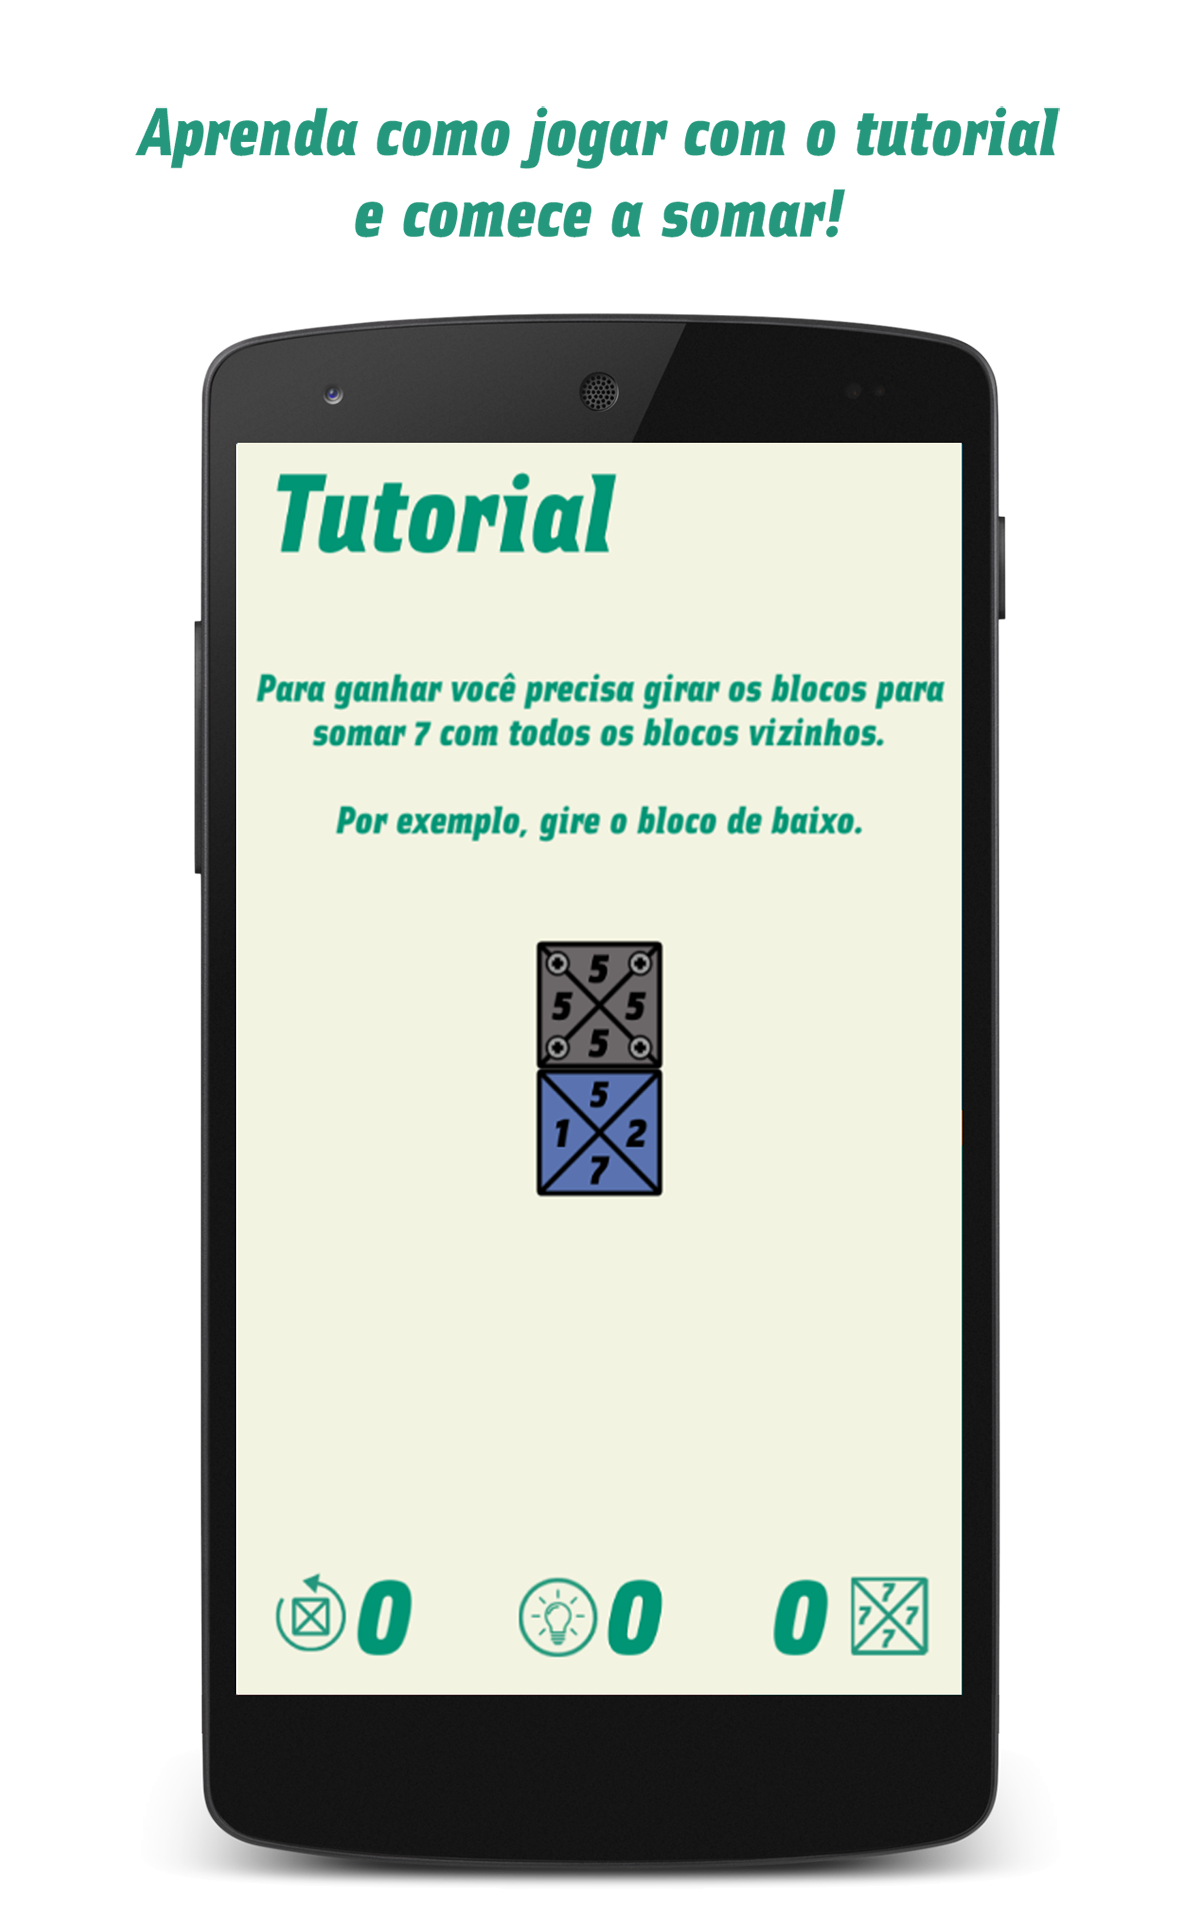 Aprenda como jogar com o tutorial
e comece a somar!
Tutorial
Para ganhar você precisa girar os blocos para
somar 7 com todos os blocos vizinhos.
Por exemplo, gire o bloco de baixo.
5
5 5
5
5
1 2
7
0 0 0
7
7 7
7